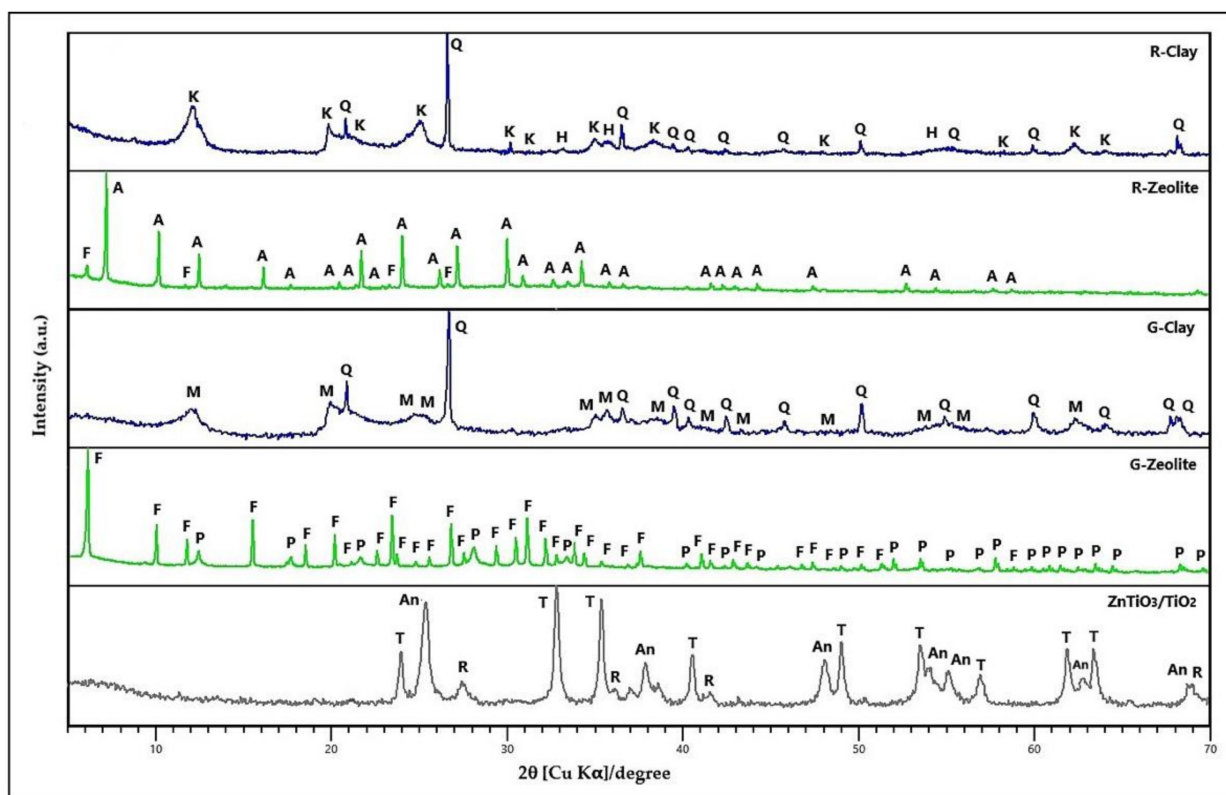 R-Clay
K K Q K K Q K K H K H Q K Q Q Q Q K Q H Q K Q K K Q
R-Zeolite
F A A F A A A A A A A F A A F A A A A A A A A A A A A A A A A A
G-Clay
M M Q M M Q M M Q M Q Q M Q M Q M Q M Q M Q M Q Q Q
G-Zeolite
F F F P F P F F F P F F F F F F F P F F F F P F F F F F P F F F F P F F F P F F P P P P F P P P P P P P P
T An R T T R An T R An T T An An T T An T An R
ZnTiO₃/TiO₂
Intensity (a.u.)
10 20 30 40 50 60 70
2θ [Cu Kα]/degree